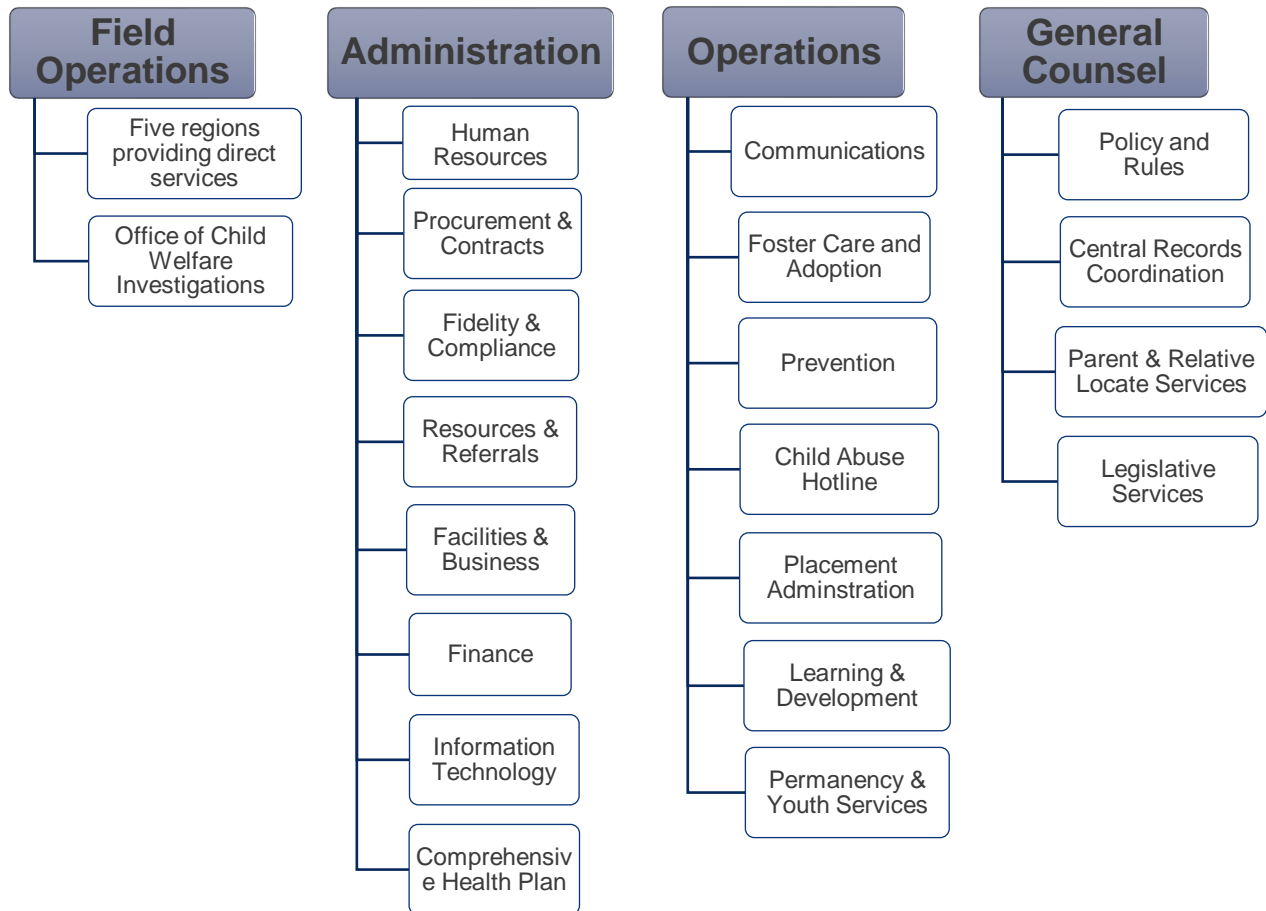 Field
Operations
Five regions
providing direct
services
Office of Child
Welfare
Investigations
Administration
Human
Resources
Procurement &
Contracts
Fidelity &
Compliance
Resources &
Referrals
Facilities &
Business
Finance
Information
Technology
Comprehensiv
e Health Plan
Operations
Communications
Foster Care and
Adoption
Prevention
Child Abuse
Hotline
Placement
Adminstration
Learning &
Development
Permanency &
Youth Services
General
Counsel
Policy and
Rules
Central Records
Coordination
Parent & Relative
Locate Services
Legislative
Services